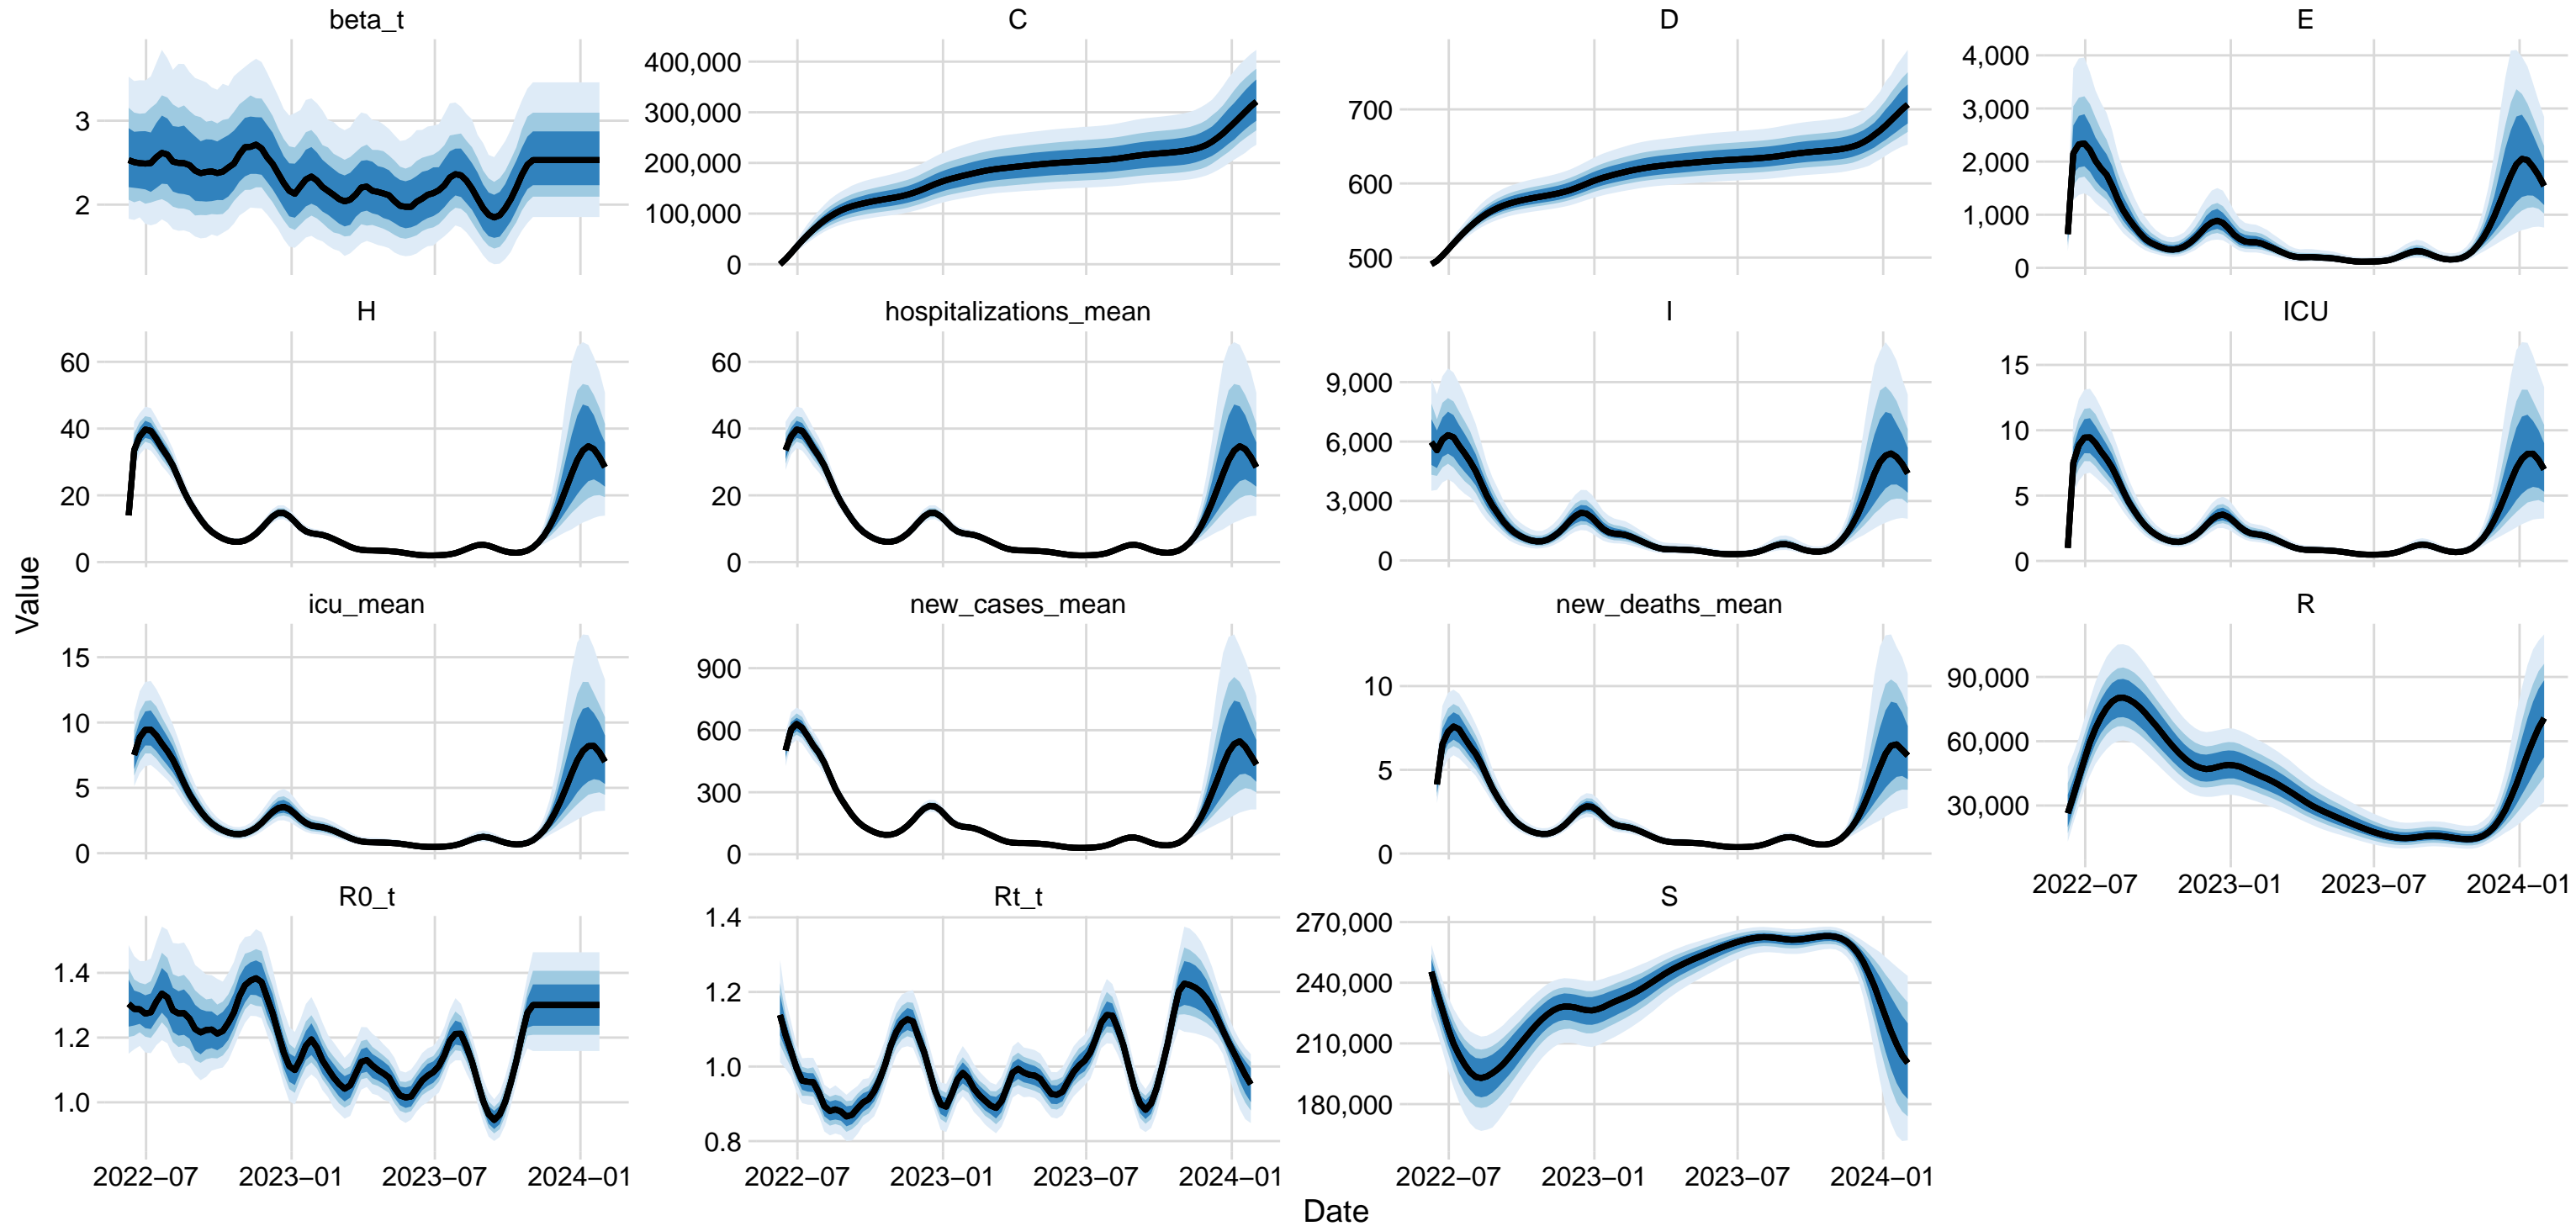 beta_t
C
D
E
3
2
400,000
300,000
200,000
100,000
0
700
600
500
4,000
3,000
2,000
1,000
0
H
hospitalizations_mean
I
ICU
60
40
20
0
60
40
20
0
9,000
6,000
3,000
0
15
10
5
0
Value
icu_mean
new_cases_mean
new_deaths_mean
R
15
10
5
0
900
600
300
0
10
5
0
90,000
60,000
30,000
2022−07 2023−01 2023−07 2024−01
R0_t
Rt_t
S
1.4
1.2
1.0
1.4
1.2
1.0
0.8
270,000
240,000
210,000
180,000
2022−07 2023−01 2023−07 2024−01
2022−07 2023−01 2023−07 2024−01
2022−07 2023−01 2023−07 2024−01
Date